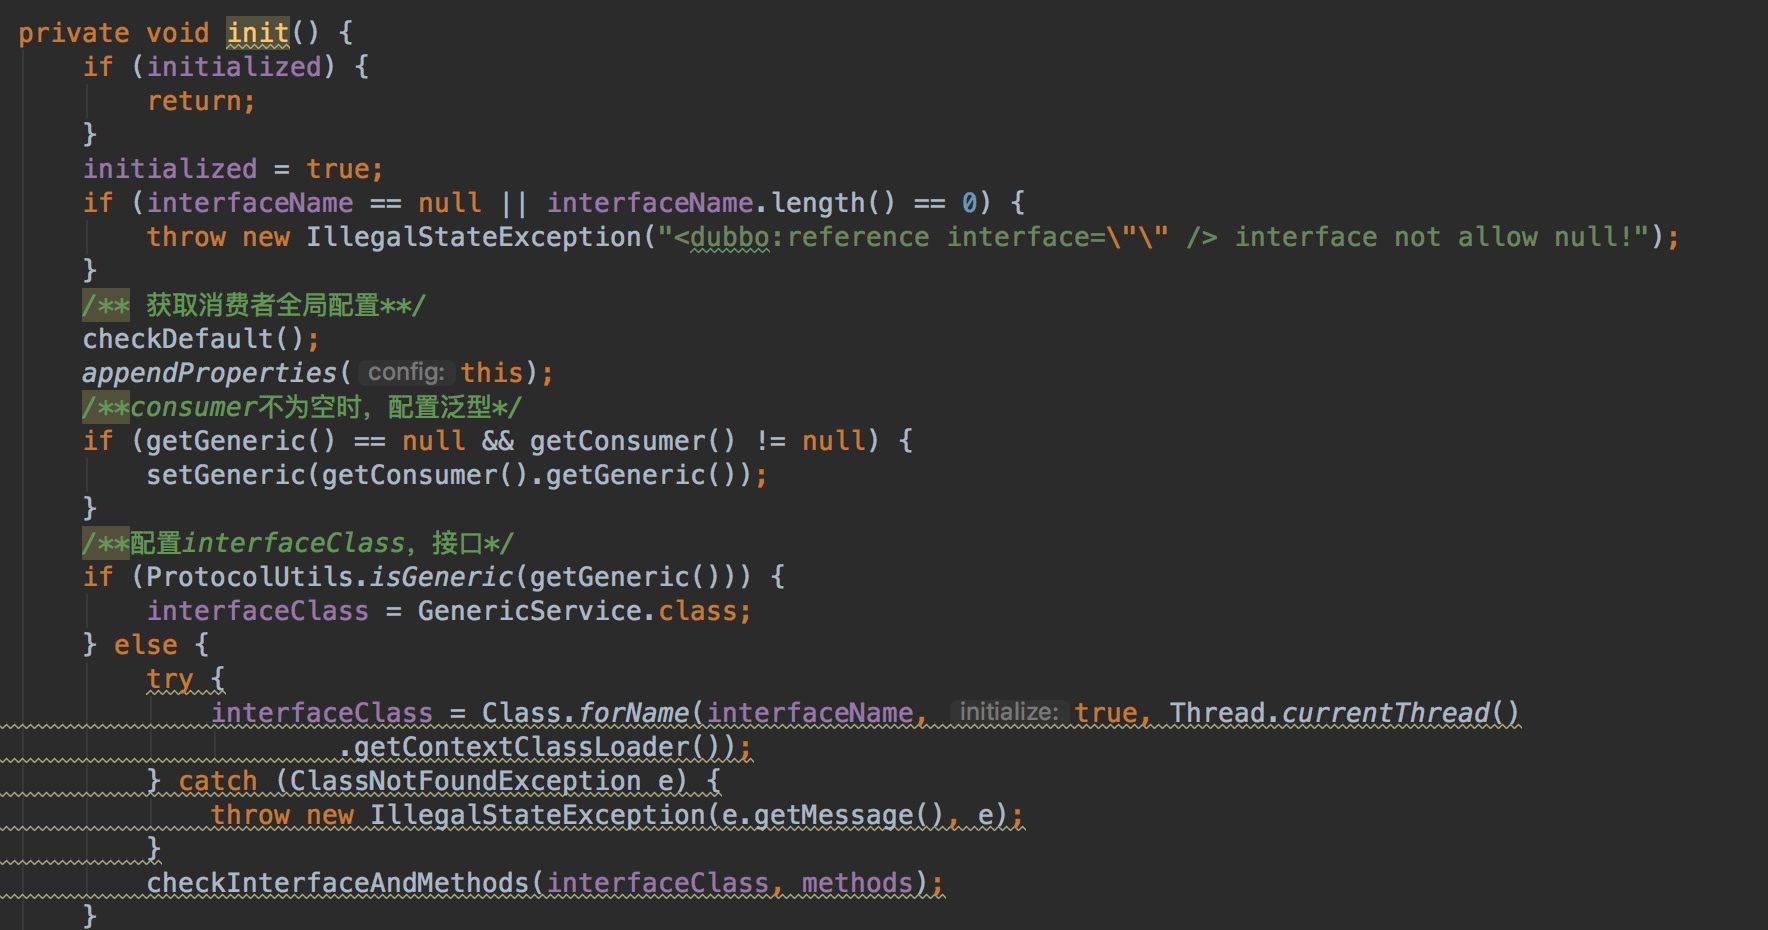 private void init() {
if (initialized) {
return;
}
initialized = true;
if (interfaceName == null || interfaceName.length() == 0) {
throw new IllegalStateException("<dubbo:reference interface=\"\" /> interface not allow null!");
}
/** 获取消费者全局配置**/
checkDefault();
appendProperties( config: this);
/**consumer不为空时，配置泛型*/
if (getGeneric() == null && getConsumer() != null) {
setGeneric(getConsumer().getGeneric());
}
/**配置interfaceClass，接口*/
if (ProtocolUtils.isGeneric(getGeneric())) {
interfaceClass = GenericService.class;
} else {
try {
interfaceClass = Class.forName(interfaceName, initialize: true, Thread.currentThread()
.getContextClassLoader());
} catch (ClassNotFoundException e) {
throw new IllegalStateException(e.getMessage(), e);
}
checkInterfaceAndMethods(interfaceClass, methods);
}